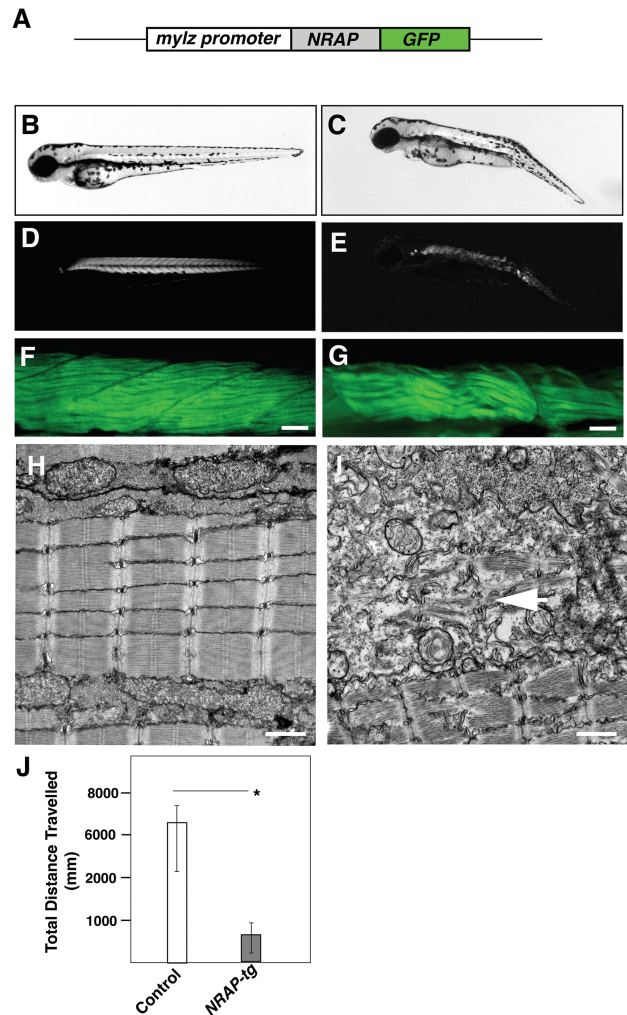 A
mylz promoter NRAP GFP
B
C
D
E
F
G
H
I
J
Total Distance Travelled
(mm)
8000
6000
2000
1000
*
Control
NRAP-tg